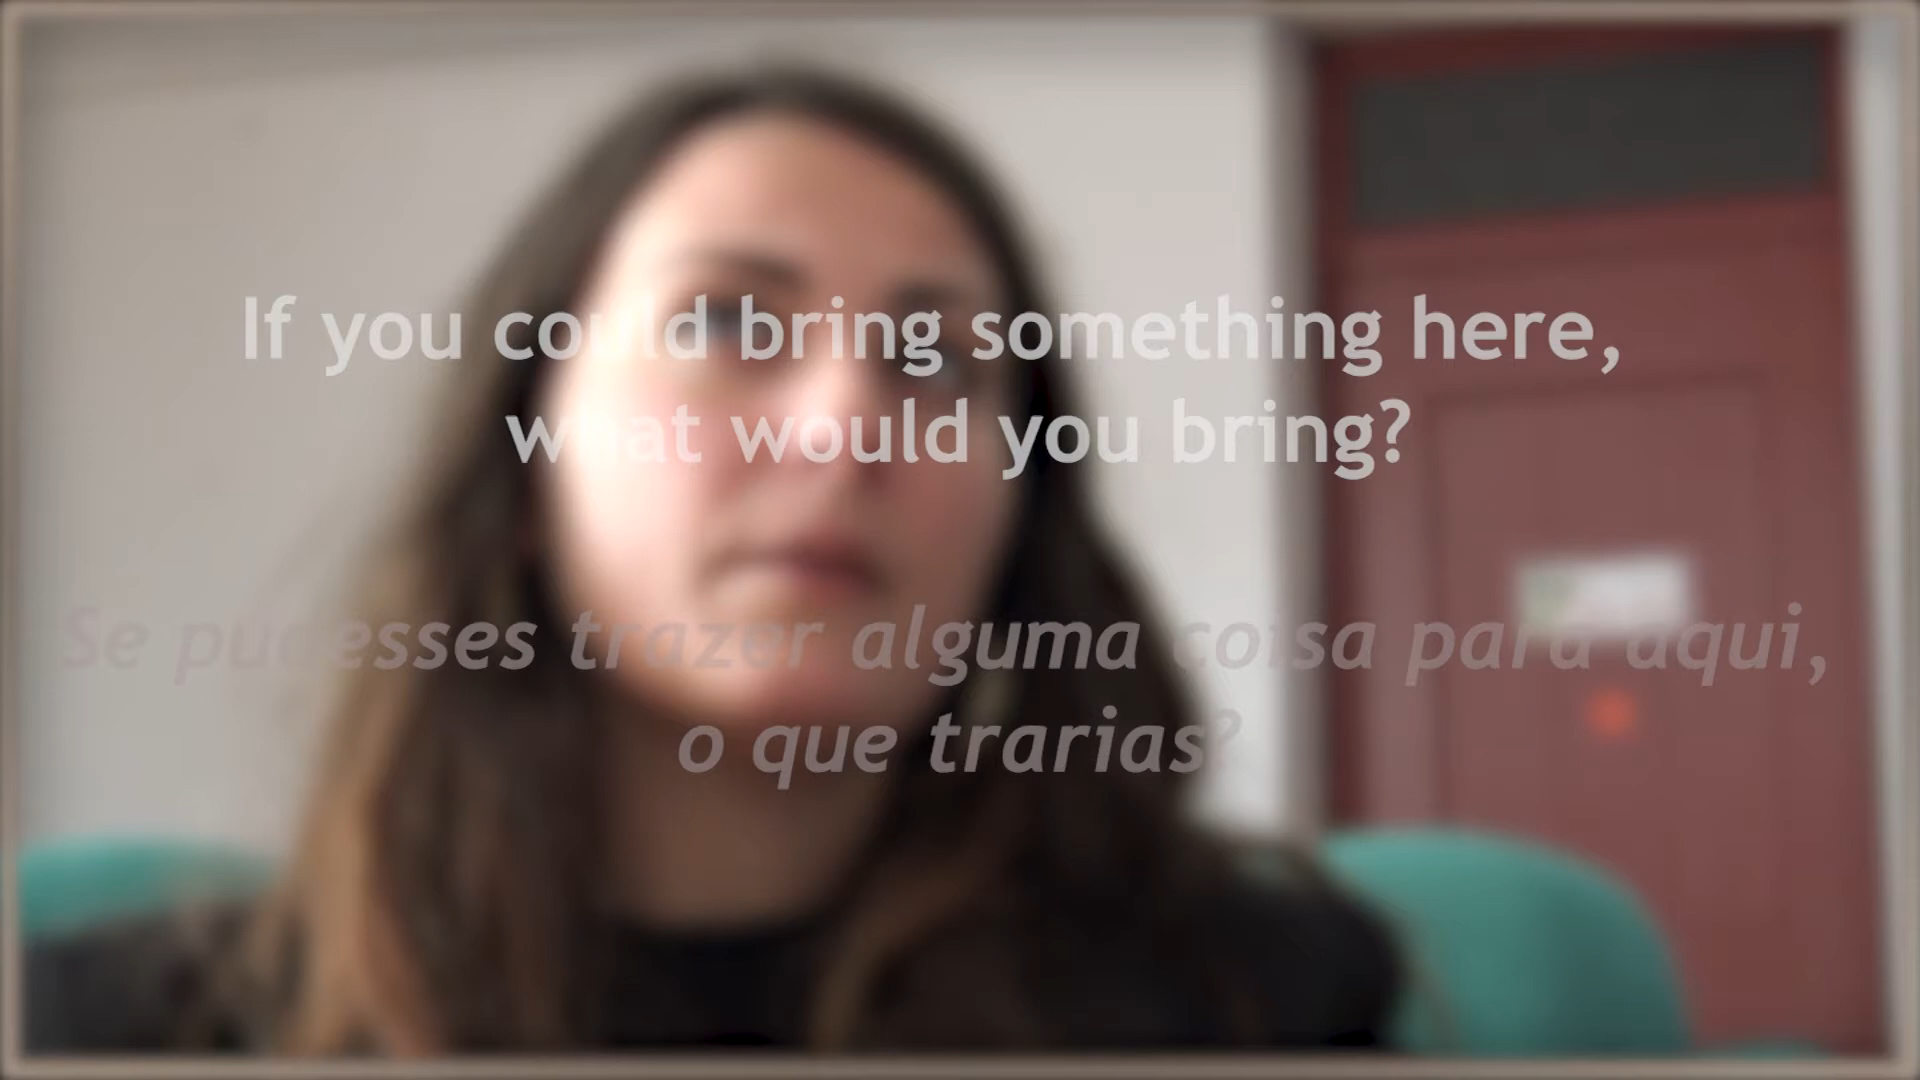 If you could bring something here,
what would you bring?
Se pudesses trazer alguma coisa para aqui,
o que trarias?